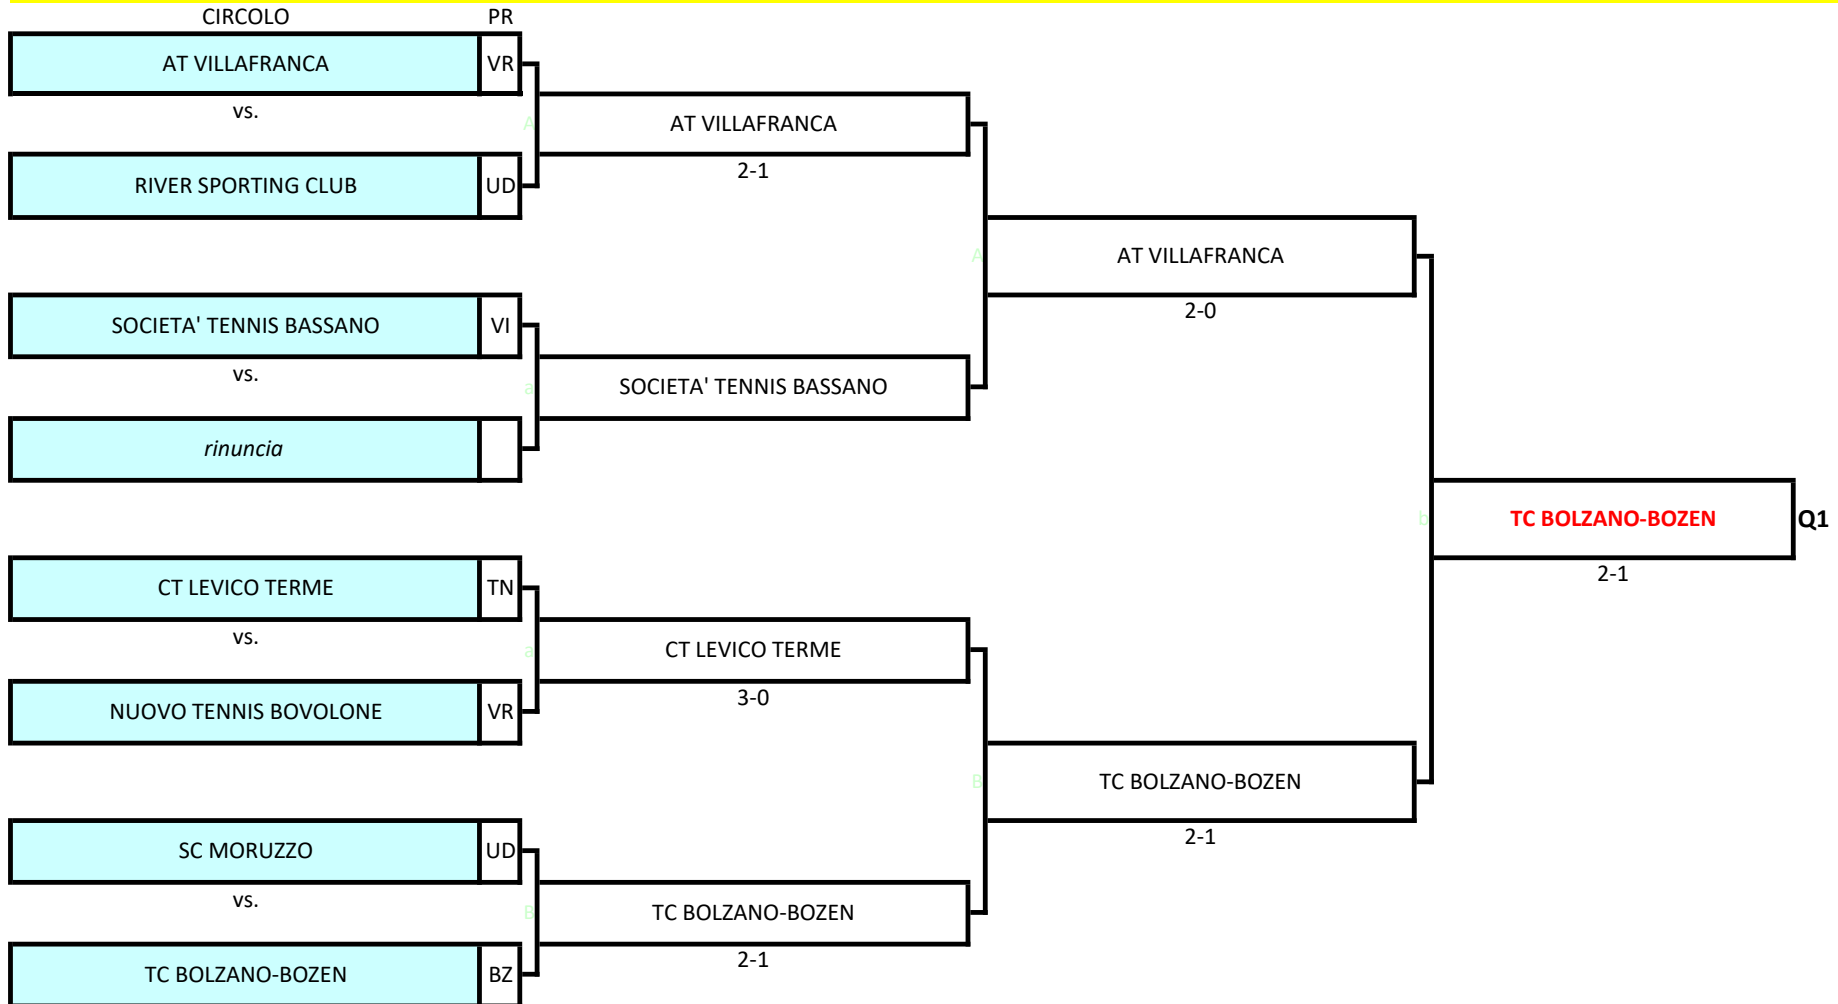 CIRCOLO PR
AT VILLAFRANCA VR
vs.
A AT VILLAFRANCA
2-1
RIVER SPORTING CLUB UD
A AT VILLAFRANCA
2-0
SOCIETA' TENNIS BASSANO VI
vs.
a SOCIETA' TENNIS BASSANO
rinuncia
b TC BOLZANO-BOZEN Q1
2-1
CT LEVICO TERME TN
vs.
a CT LEVICO TERME
3-0
NUOVO TENNIS BOVOLONE VR
B TC BOLZANO-BOZEN
2-1
SC MORUZZO UD
vs.
B TC BOLZANO-BOZEN
2-1
TC BOLZANO-BOZEN BZ